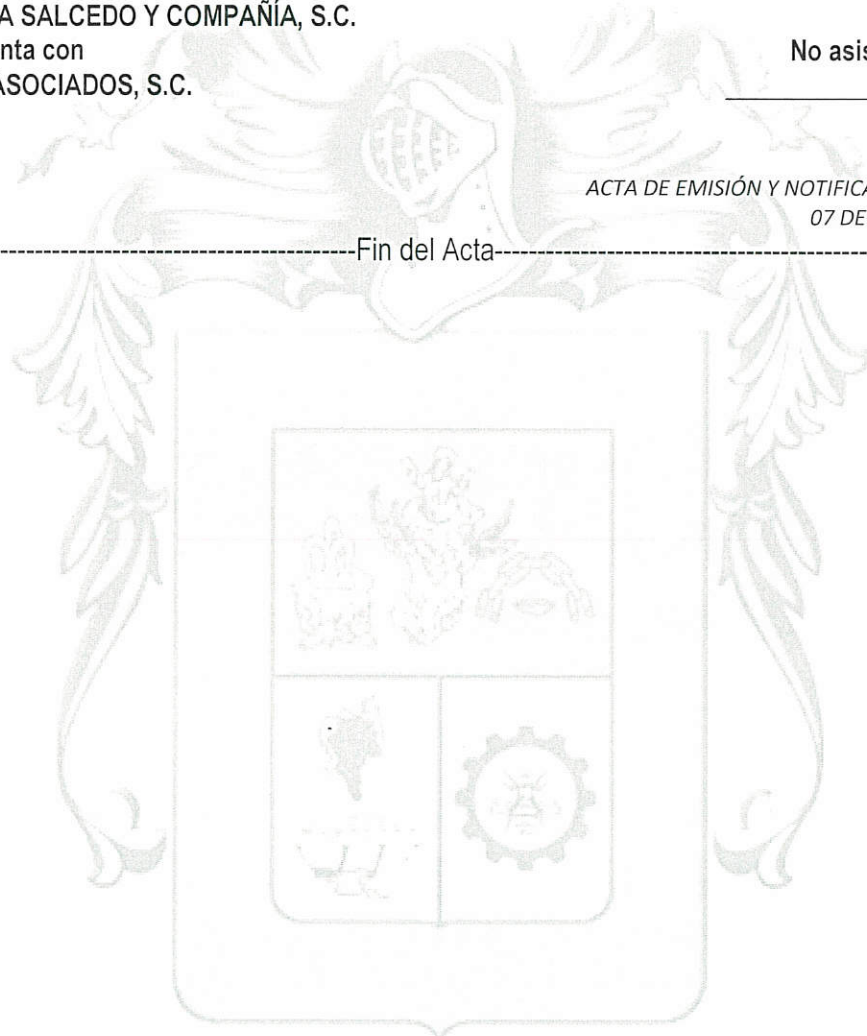 A SALCEDO Y COMPAÑÍA, S.C.
nta con
ASOCIADOS, S.C.
No asis
ACTA DE EMISIÓN Y NOTIFICA
07 DE
-Fin del Acta-